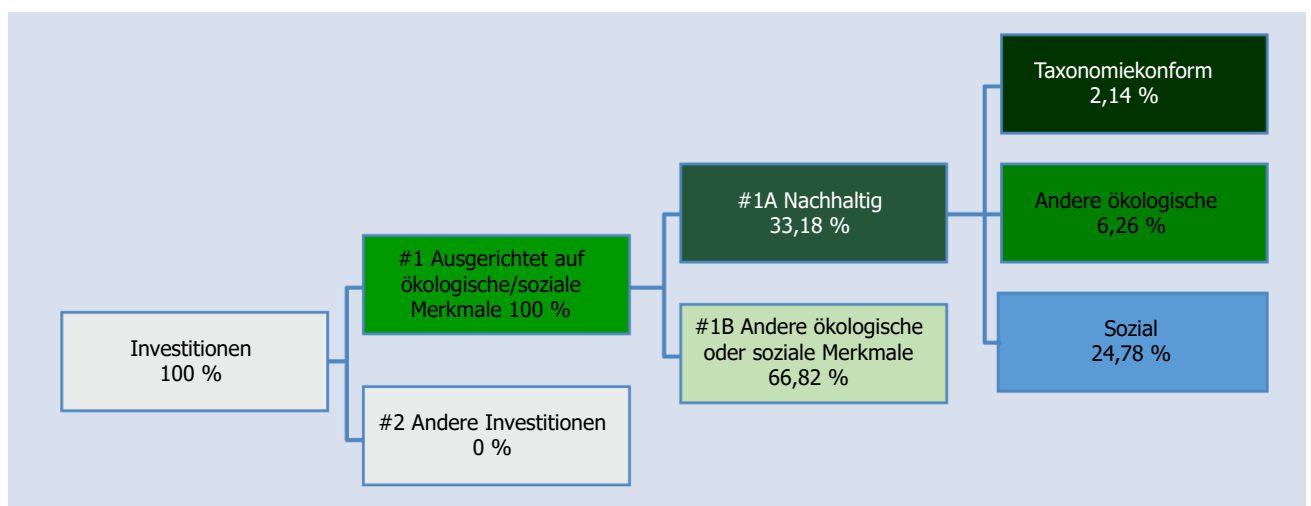 Investitionen
100 %
#1 Ausgerichtet auf
ökologische/soziale
Merkmale 100 %
#2 Andere Investitionen
0 %
#1A Nachhaltig
33,18 %
#1B Andere ökologische
oder soziale Merkmale
66,82 %
Taxonomiekonform
2,14 %
Andere ökologische
6,26 %
Sozial
24,78 %